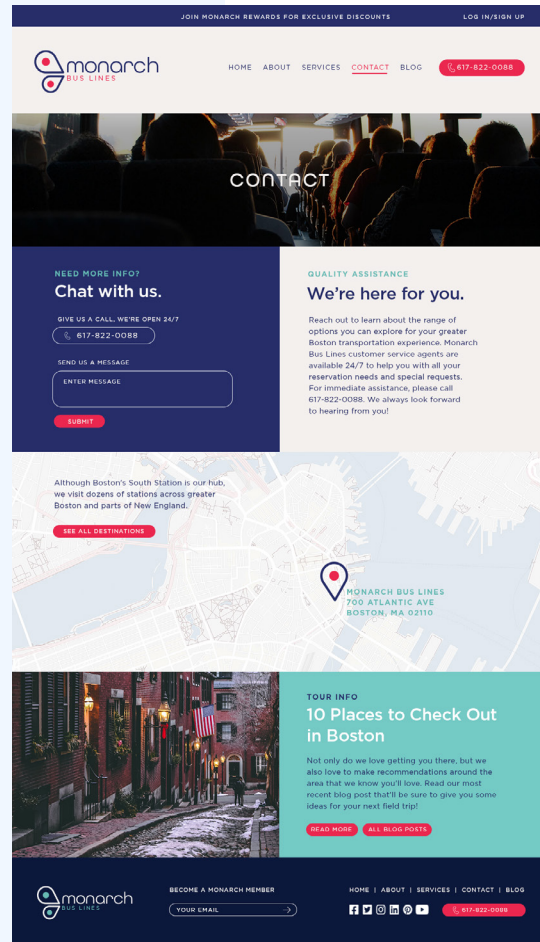 JOIN MONARCH REWARDS FOR EXCLUSIVE DISCOUNTS
LOG IN/SIGN UP
monarch
BUS LINES
HOME ABOUT SERVICES CONTACT BLOG
617-822-0088
CONTACT
NEED MORE INFO?
Chat with us.
GIVE US A CALL, WE'RE OPEN 24/7
617-822-0088
SEND US A MESSAGE
ENTER MESSAGE
SUBMIT
QUALITY ASSISTANCE
We're here for you.
Reach out to learn about the range of
options you can explore for your greater
Boston transportation experience. Monarch
Bus Lines customer service agents are
available 24/7 to help you with all your
reservation needs and special requests.
For immediate assistance, please call
617-822-0088. We always look forward
to hearing from you!
Although Boston's South Station is our hub,
we visit dozens of stations across greater
Boston and parts of New England.
SEE ALL DESTINATIONS
MONARCH BUS LINES
700 ATLANTIC AVE
BOSTON, MA 02110
TOUR INFO
10 Places to Check Out
in Boston
Not only do we love getting you there, but we
also love to make recommendations around the
area that we know you'll love. Read our most
recent blog post that'll be sure to give you some
ideas for your next field trip!
READ MORE
ALL BLOG POSTS
monarch
BUS LINES
BECOME A MONARCH MEMBER
YOUR EMAIL
HOME | ABOUT | SERVICES | CONTACT | BLOG
617-822-0088